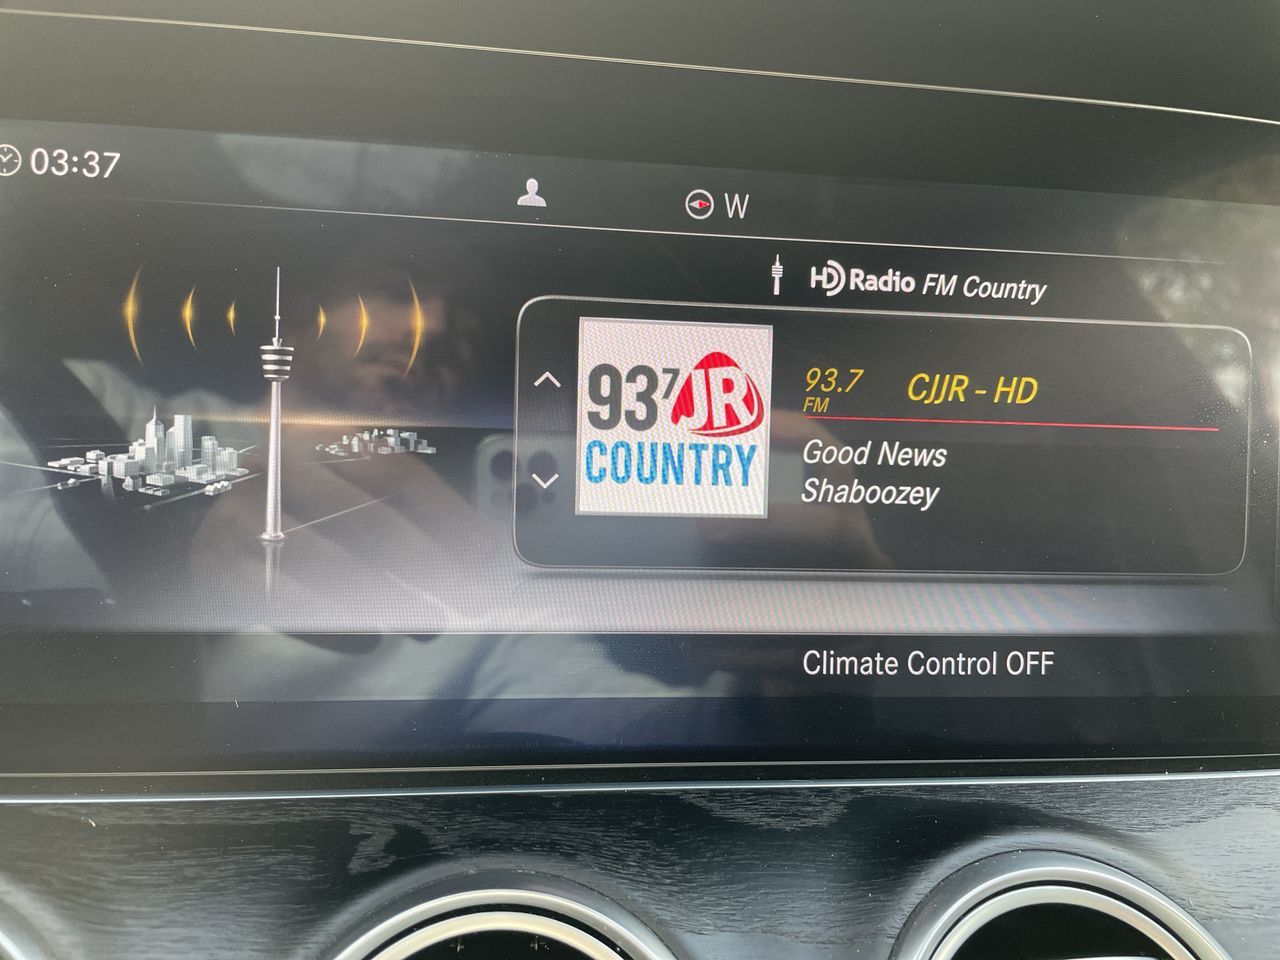 03:37
W
HD Radio FM Country
93⁷ JR
COUNTRY
93.7 CJJR - HD
FM
Good News
Shaboozey
Climate Control OFF